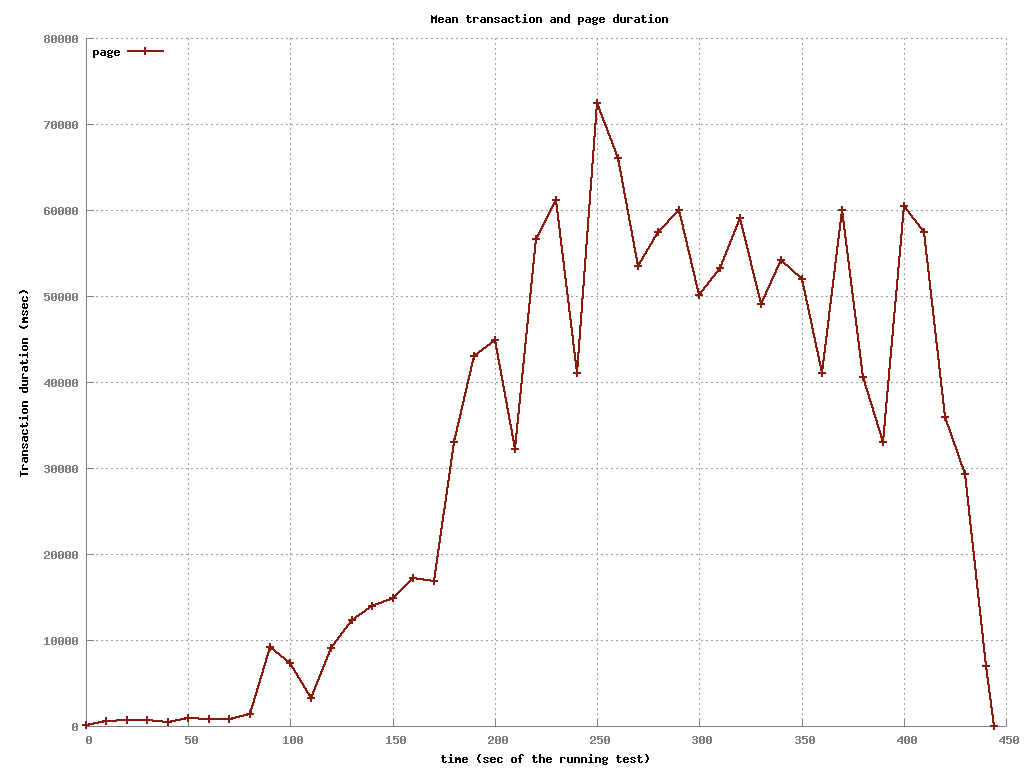 Mean transaction and page duration
80000
page
70000
60000
50000
40000
30000
20000
10000
0
Transaction duration (msec)
0 50 100 150 200 250 300 350 400 450
time (sec of the running test)